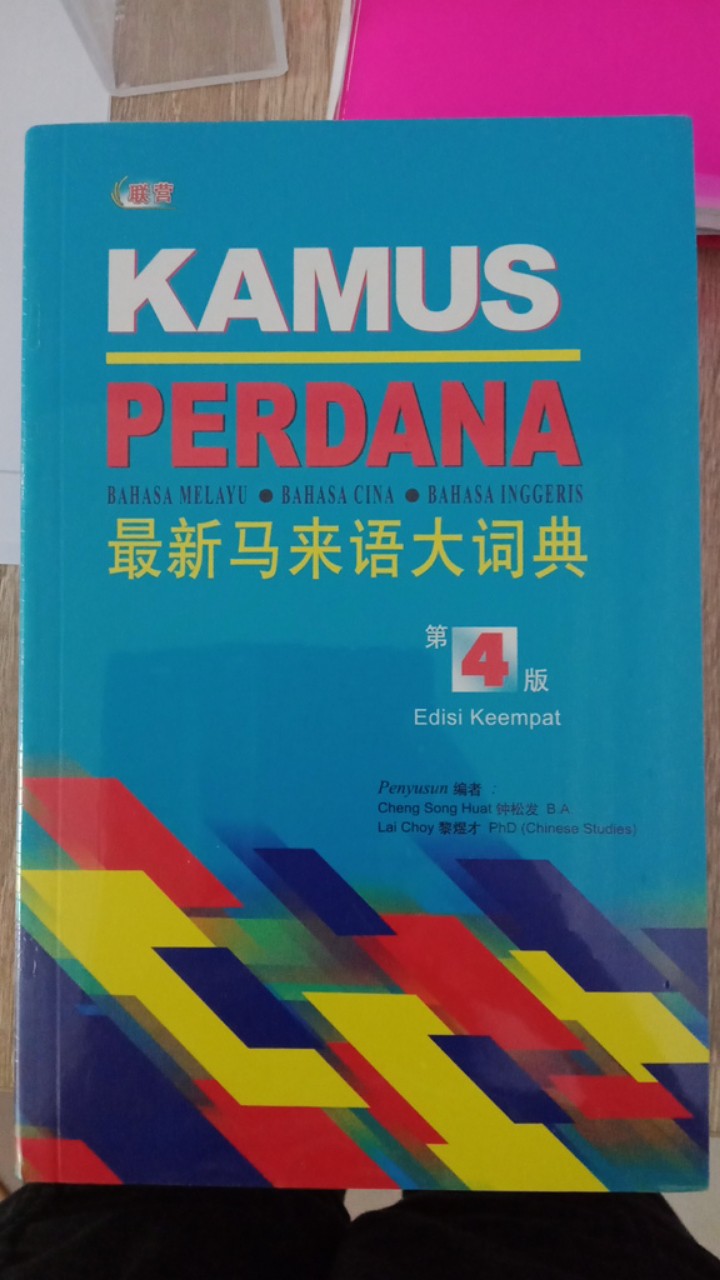 联营
KAMUS
PERDANA
BAHASA MELAYU ● BAHASA CINA ● BAHASA INGGERIS
最新马来语大词典
第4版
Edisi Keempat
Penyusun 编者 :
Cheng Song Huat 钟松发 B.A.
Lai Choy 黎煜才 PhD (Chinese Studies)